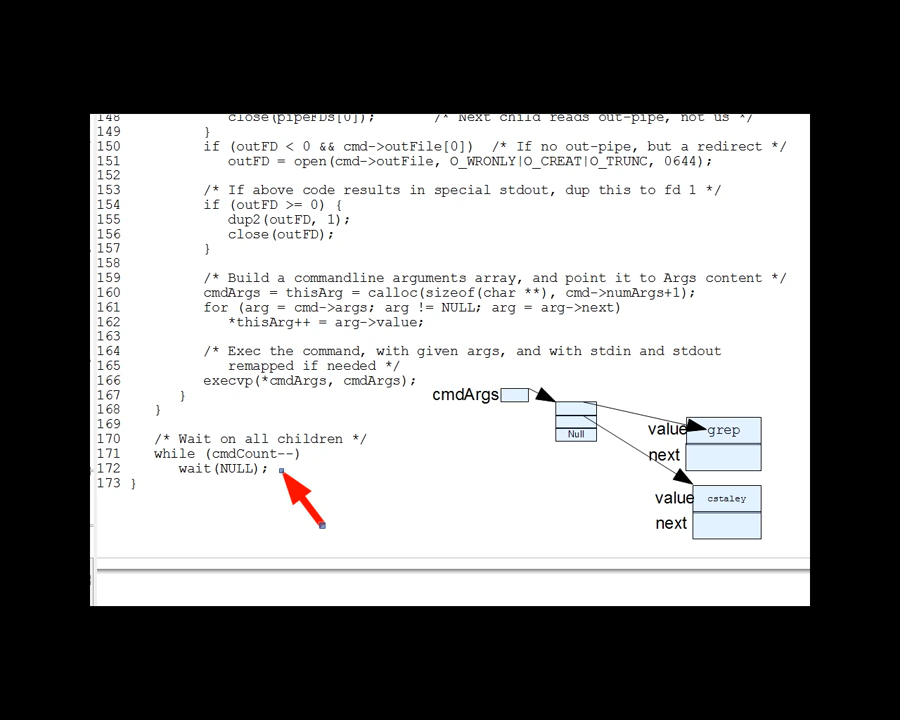 148 close(pipeFDs[0]); /* Next child reads out-pipe, not us */
149 }
150 if (outFD < 0 && cmd->outFile[0]) /* If no out-pipe, but a redirect */
151 outFD = open(cmd->outFile, O_WRONLY|O_CREAT|O_TRUNC, 0644);
152
153 /* If above code results in special stdout, dup this to fd 1 */
154 if (outFD >= 0) {
155 dup2(outFD, 1);
156 close(outFD);
157 }
158
159 /* Build a commandline arguments array, and point it to Args content */
160 cmdArgs = thisArg = calloc(sizeof(char **), cmd->numArgs+1);
161 for (arg = cmd->args; arg != NULL; arg = arg->next)
162 *thisArg++ = arg->value;
163
164 /* Exec the command, with given args, and with stdin and stdout
165 remapped if needed */
166 execvp(*cmdArgs, cmdArgs);
167 }
168 }
169
170 /* Wait on all children */
171 while (cmdCount--)
172 wait(NULL);
173 }
cmdArgs
Null
value grep
next
value cstaley
next